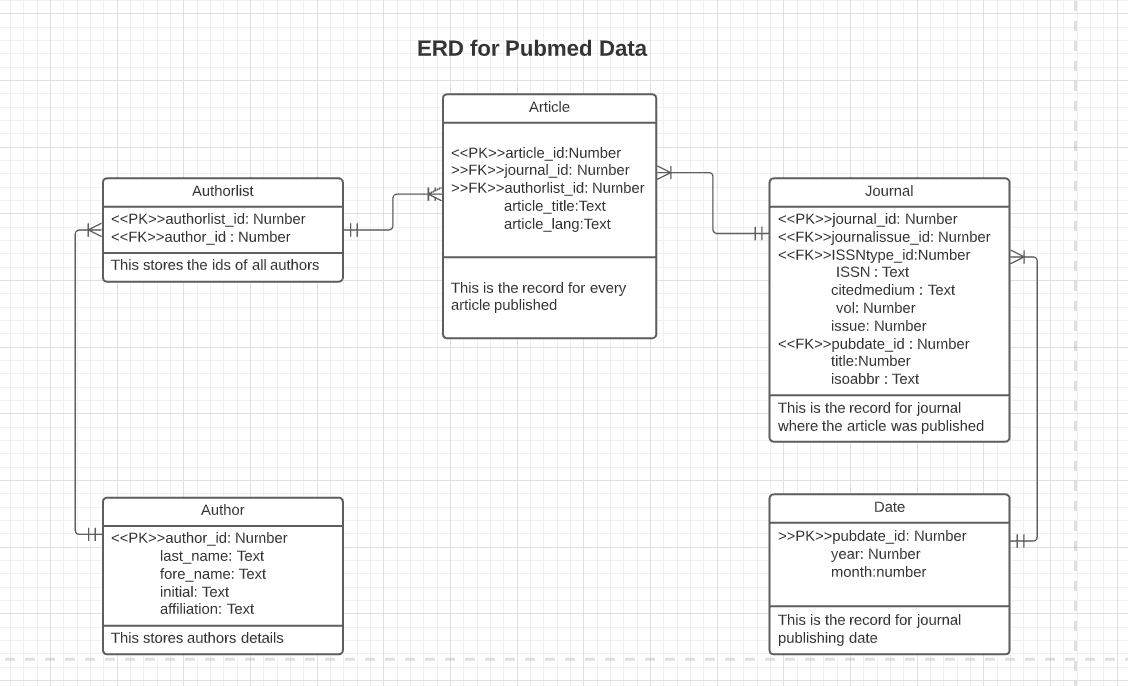 ERD for Pubmed Data
Article
<<PK>>article_id:Number
>>FK>>journal_id: Number
>>FK>>authorlist_id: Number
article_title:Text
article_lang:Text
This is the record for every
article published
Authorlist
<<PK>>authorlist_id: Number
<<FK>>author_id : Number
This stores the ids of all authors
Journal
<<PK>>journal_id: Number
<<FK>>journalissue_id: Number
<<FK>>ISSNtype_id:Number
ISSN : Text
citedmedium : Text
vol: Number
issue: Number
<<FK>>pubdate_id : Number
title:Number
isoabbr : Text
This is the record for journal
where the article was published
Author
<<PK>>author_id: Number
last_name: Text
fore_name: Text
initial: Text
affiliation: Text
This stores authors details
Date
>>PK>>pubdate_id: Number
year: Number
month:number
This is the record for journal
publishing date